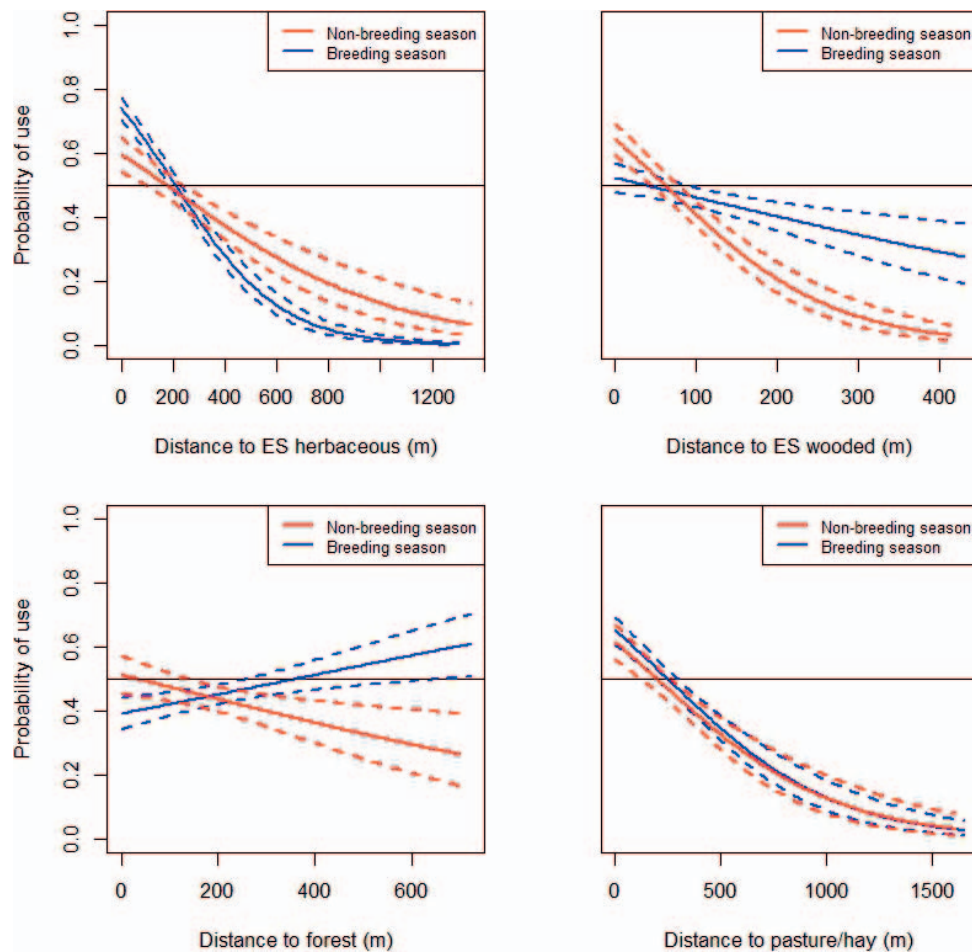 Non-breeding season
Breeding season
Probability of use
0.0 0.2 0.4 0.6 0.8 1.0
0 200 400 600 800 1200
Distance to ES herbaceous (m)
Non-breeding season
Breeding season
0 100 200 300 400
Distance to ES wooded (m)
Non-breeding season
Breeding season
Probability of use
0.0 0.2 0.4 0.6 0.8 1.0
0 200 400 600
Distance to forest (m)
Non-breeding season
Breeding season
0 500 1000 1500
Distance to pasture/hay (m)